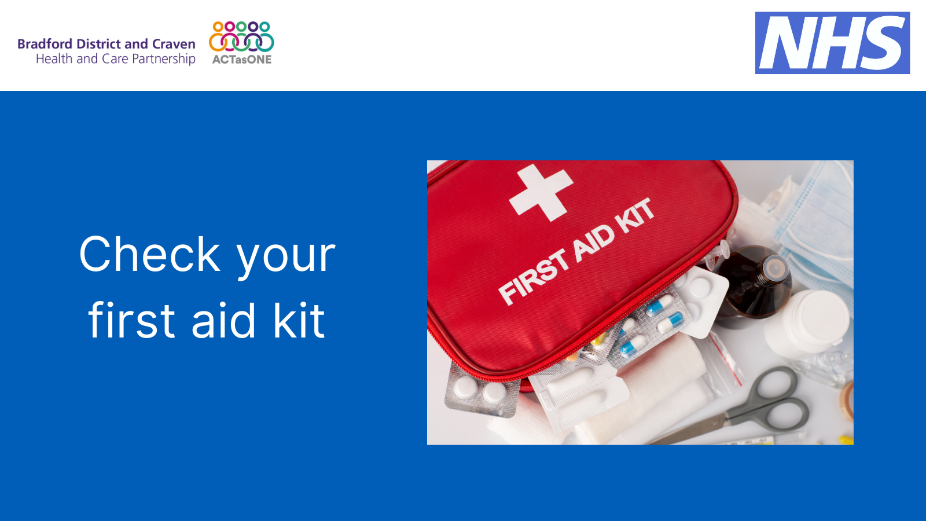 Bradford District and Craven
Health and Care Partnership
ACTasONE
NHS
Check your
first aid kit
FIRST AID KIT